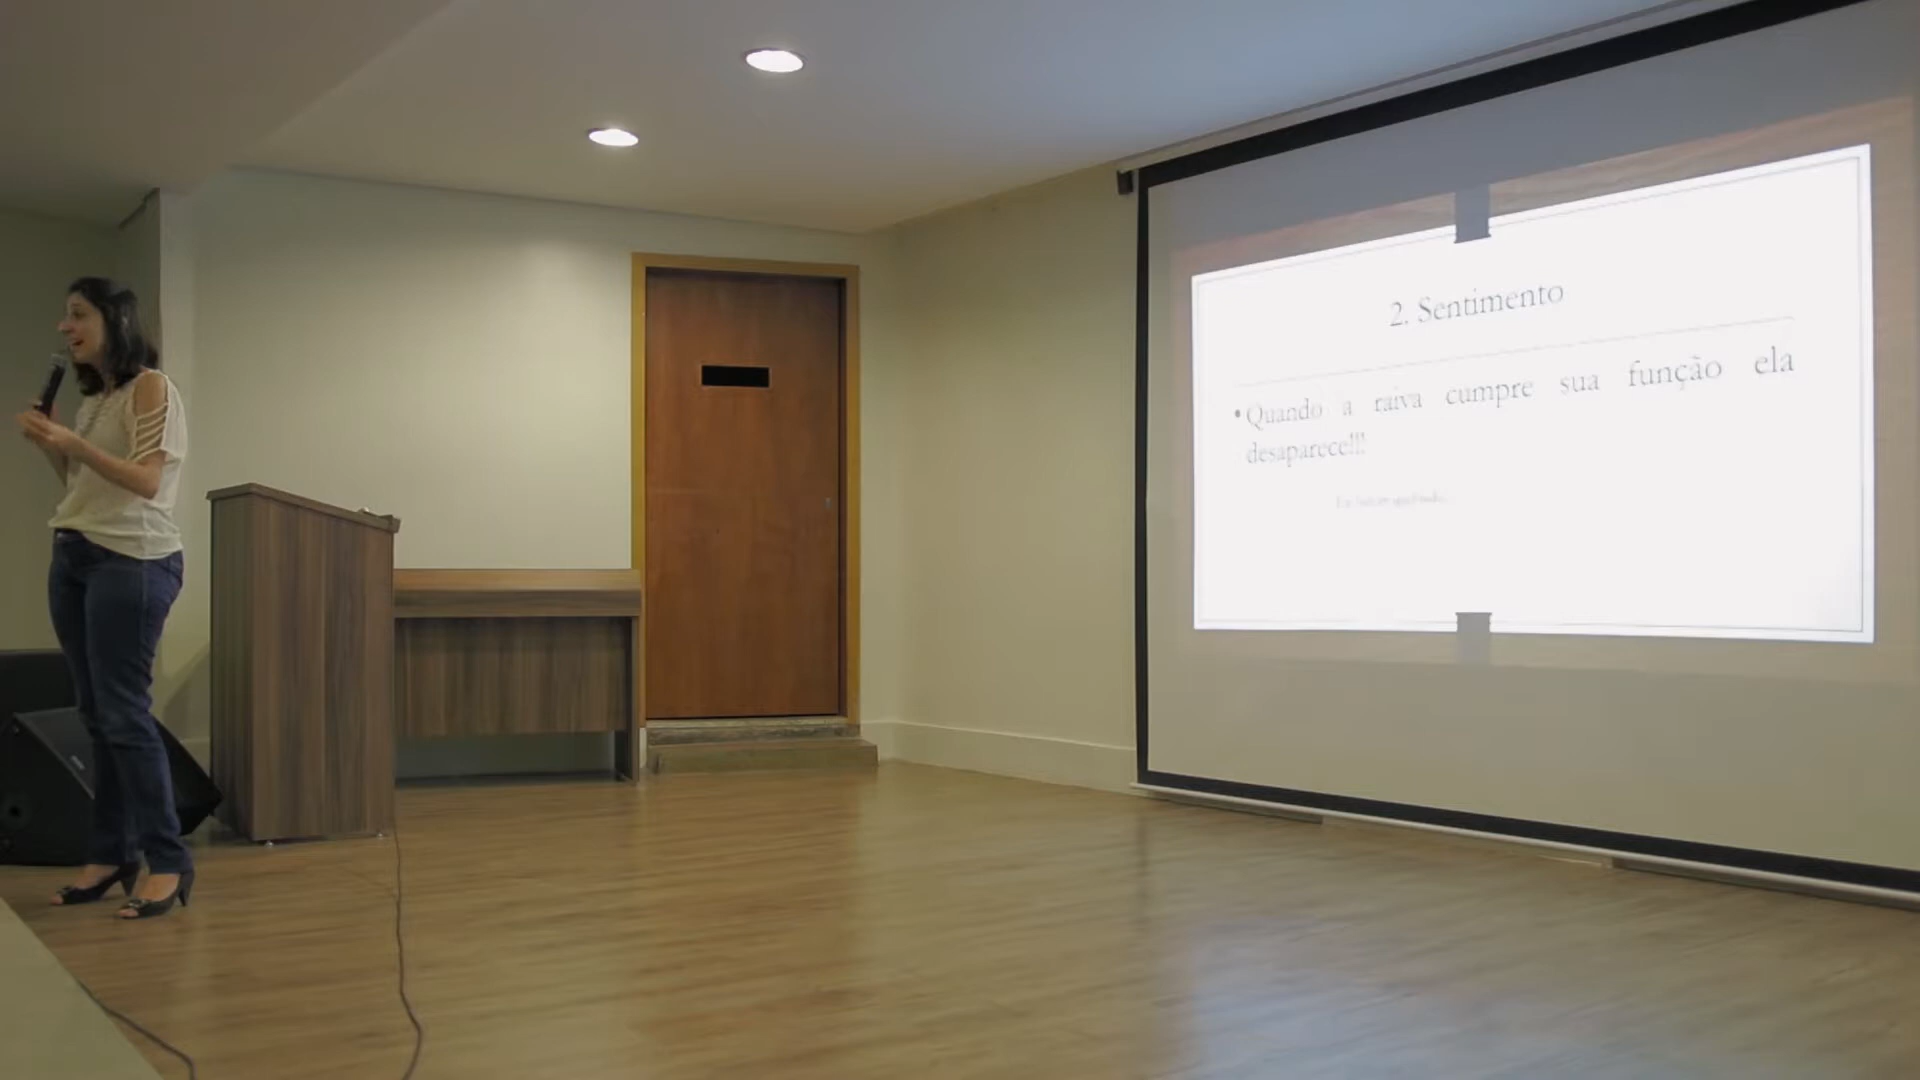 2. Sentimento
• Quando a raiva cumpre sua função ela
desaparece!!!